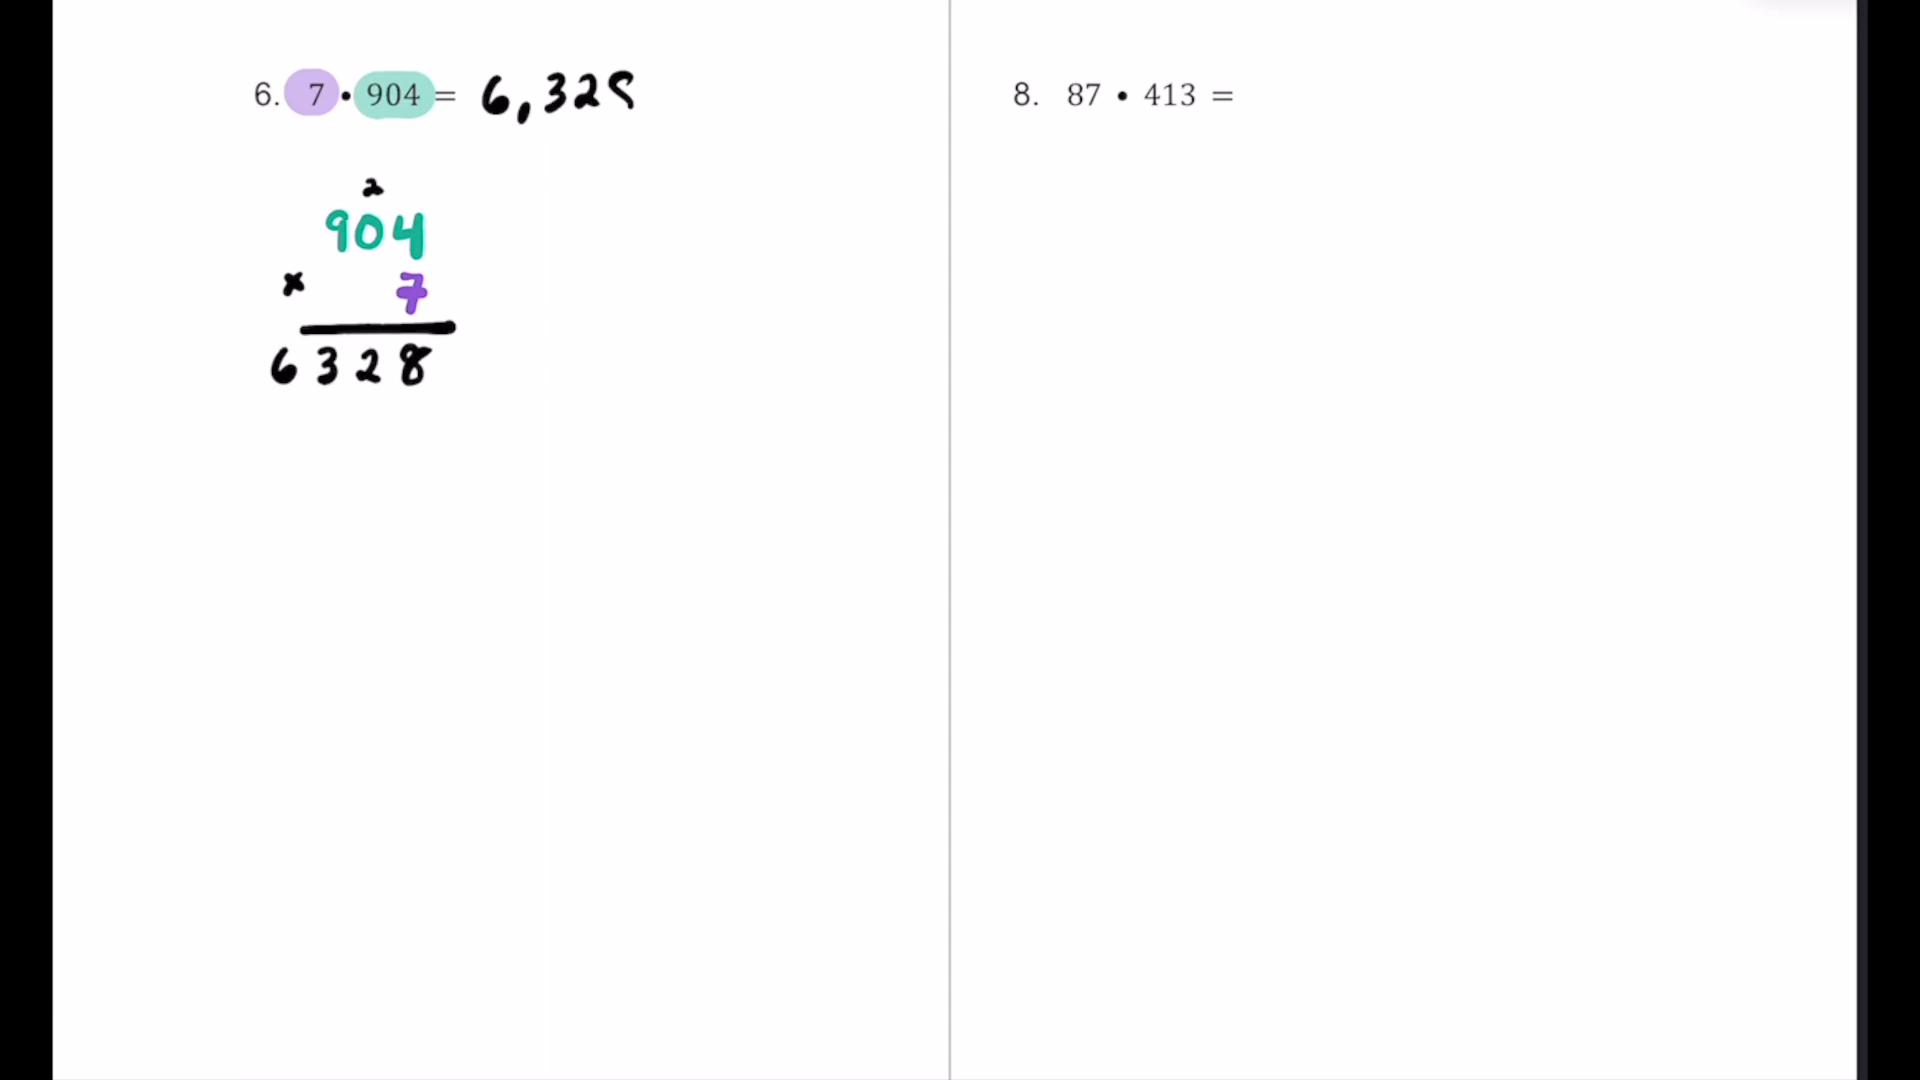 6. 7 • 904 = 6,328
2
904
× 7
6328
8. 87 • 413 =